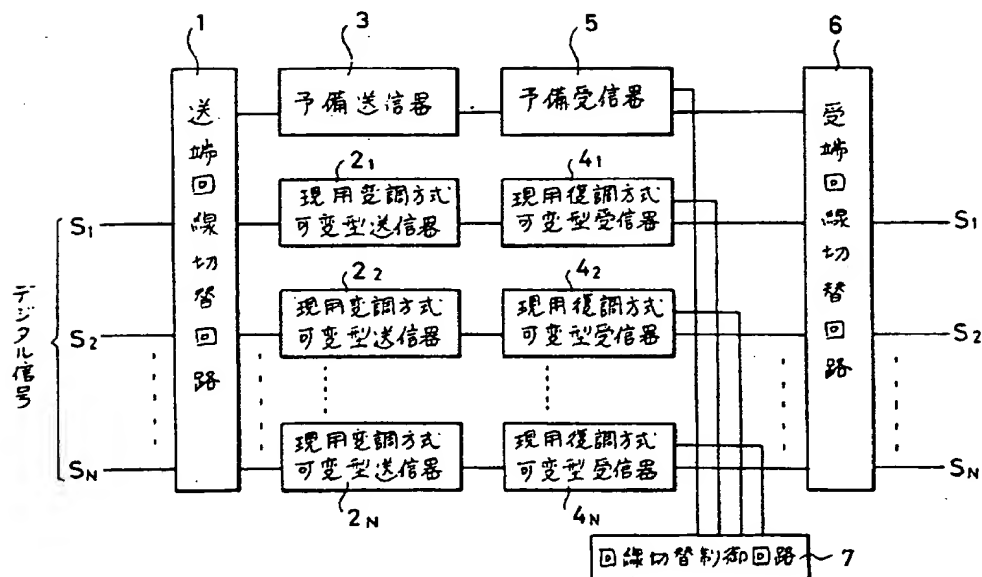 1
3
5
6
送端回線切替回路
予備送信器
予備受信器
受端回線切替回路
2₁
4₁
現用変調方式
可変型送信器
現用復調方式
可変型受信器
S₁
S₁
2₂
4₂
現用変調方式
可変型送信器
現用復調方式
可変型受信器
デジタル信号
S₂
S₂
現用変調方式
可変型送信器
現用復調方式
可変型受信器
S_N
S_N
2_N
4_N
回線切替制御回路
7